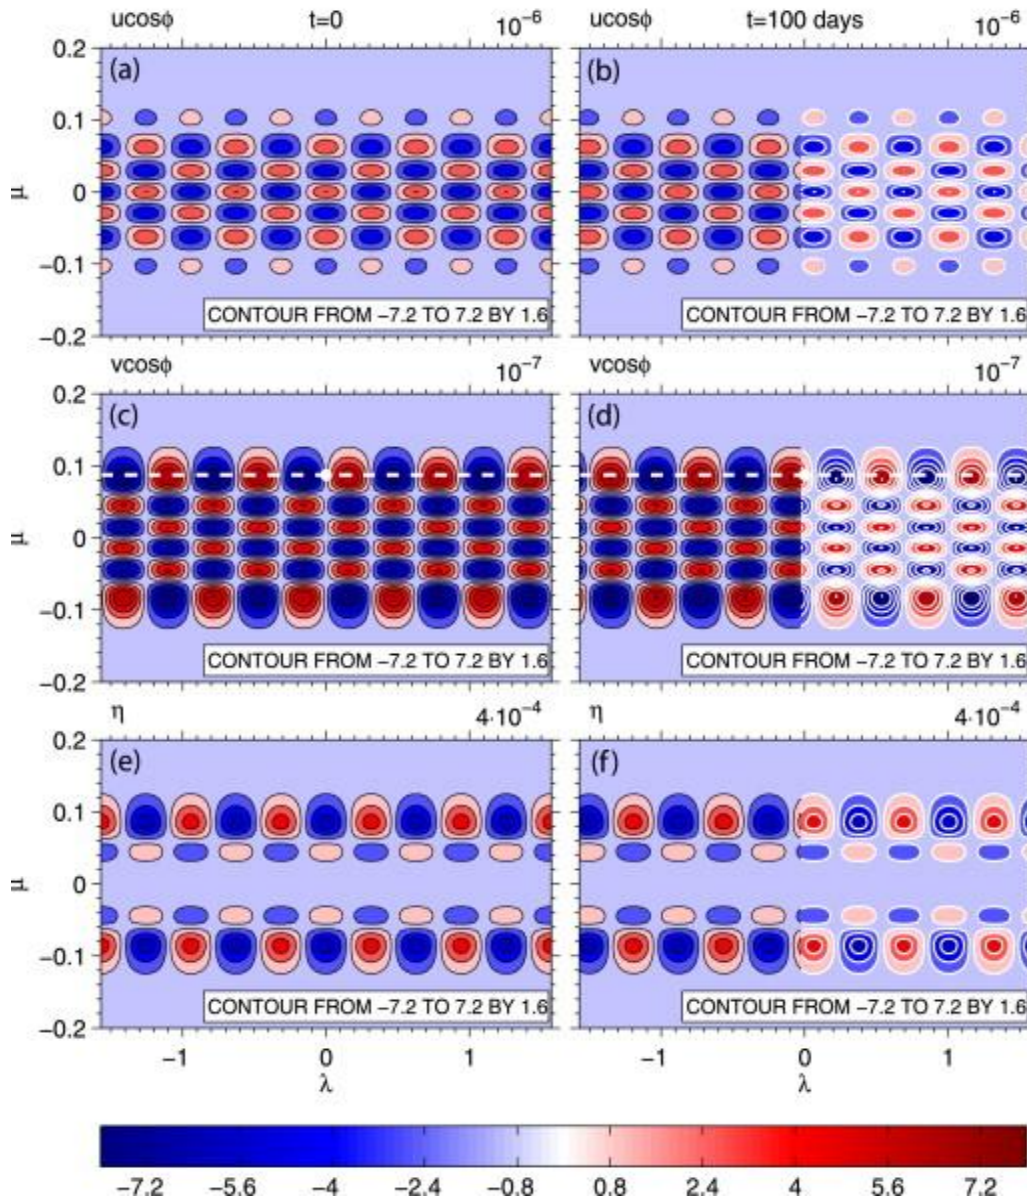 ucosϕ t=0 10⁻⁶ ucosϕ t=100 days 10⁻⁶
0.2
(a) (b)
0.1
μ 0
−0.1
CONTOUR FROM −7.2 TO 7.2 BY 1.6 CONTOUR FROM −7.2 TO 7.2 BY 1.6
−0.2
vcosϕ 10⁻⁷ vcosϕ 10⁻⁷
0.2
(c) (d)
0.1
μ 0
−0.1
CONTOUR FROM −7.2 TO 7.2 BY 1.6 CONTOUR FROM −7.2 TO 7.2 BY 1.6
−0.2
η 4·10⁻⁴ η 4·10⁻⁴
0.2
(e) (f)
0.1
μ 0
−0.1
CONTOUR FROM −7.2 TO 7.2 BY 1.6 CONTOUR FROM −7.2 TO 7.2 BY 1.6
−0.2
−1 0 1 −1 0 1
λ λ
−7.2 −5.6 −4 −2.4 −0.8 0.8 2.4 4 5.6 7.2